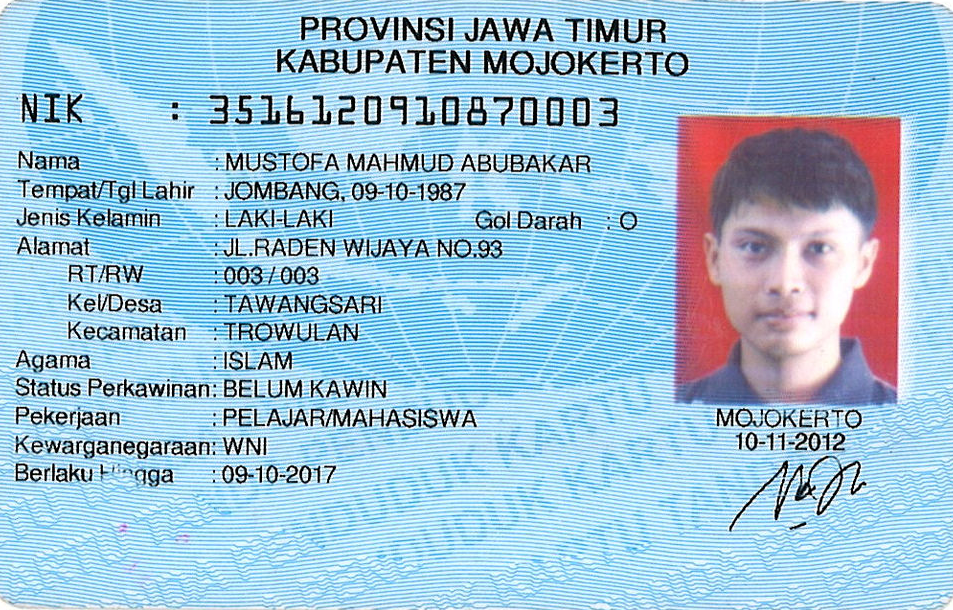 PROVINSI JAWA TIMUR
KABUPATEN MOJOKERTO
NIK : 3516120910870003
Nama : MUSTOFA MAHMUD ABUBAKAR
Tempat/Tgl Lahir : JOMBANG, 09-10-1987
Jenis Kelamin : LAKI-LAKI Gol Darah : O
Alamat : JL.RADEN WIJAYA NO.93
RT/RW : 003 / 003
Kel/Desa : TAWANGSARI
Kecamatan : TROWULAN
Agama : ISLAM
Status Perkawinan: BELUM KAWIN
Pekerjaan : PELAJAR/MAHASISWA
Kewarganegaraan: WNI
Berlaku Hingga : 09-10-2017
MOJOKERTO
10-11-2012